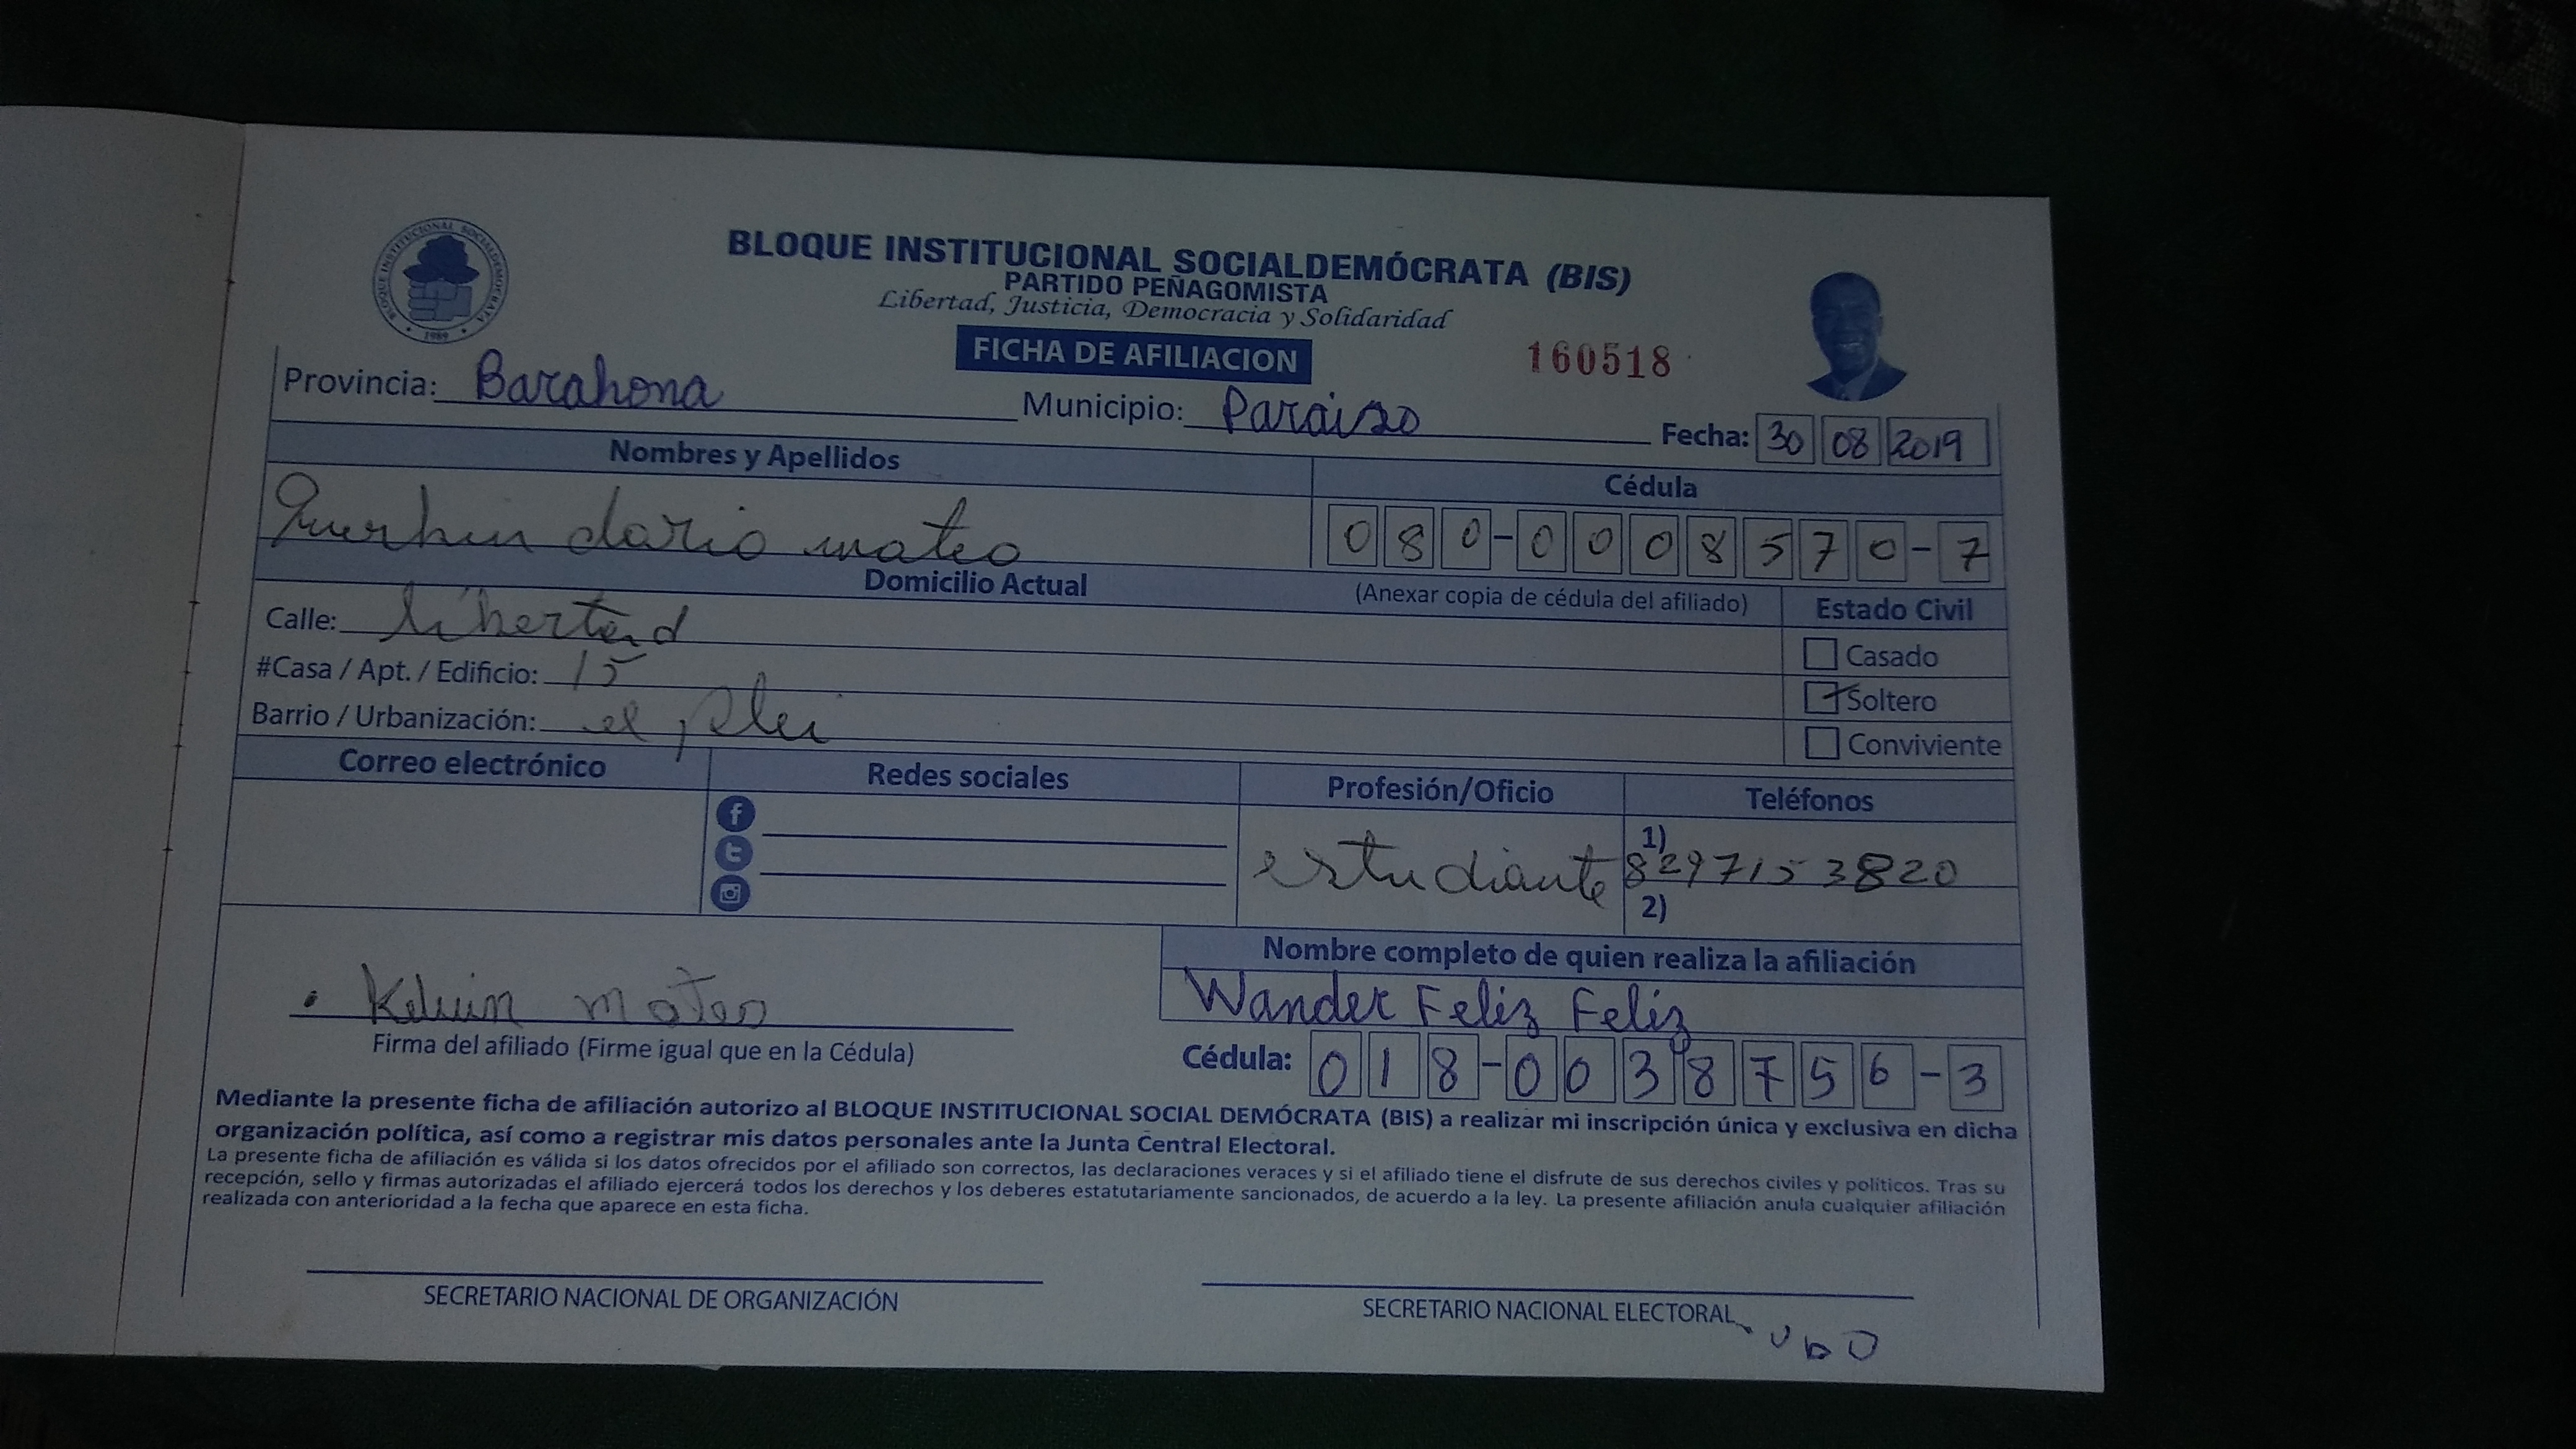 BLOQUE INSTITUCIONAL SOCIALDEMÓCRATA
1989
BLOQUE INSTITUCIONAL SOCIALDEMÓCRATA (BIS)
PARTIDO PEÑAGOMISTA
Libertad, Justicia, Democracia y Solidaridad
FICHA DE AFILIACION
160518
Provincia: Barahona Municipio: Paraiso Fecha: 30 08 2019
Nombres y Apellidos Cédula
dario mateo 080-0008570-7
Domicilio Actual (Anexar copia de cédula del afiliado) Estado Civil
Calle: libertad
Casado
#Casa / Apt. / Edificio: 15
Soltero
Barrio / Urbanización: el plei
Conviviente
Correo electrónico Redes sociales Profesión/Oficio Teléfonos
estudiante 1) 8297153820
2)
Nombre completo de quien realiza la afiliación
Kelvin mateo Wander Feliz Feliz
Firma del afiliado (Firme igual que en la Cédula) Cédula: 018-0038756-3
Mediante la presente ficha de afiliación autorizo al BLOQUE INSTITUCIONAL SOCIAL DEMÓCRATA (BIS) a realizar mi inscripción única y exclusiva en dicha
organización política, así como a registrar mis datos personales ante la Junta Central Electoral.
La presente ficha de afiliación es válida si los datos ofrecidos por el afiliado son correctos, las declaraciones veraces y si el afiliado tiene el disfrute de sus derechos civiles y políticos. Tras su
recepción, sello y firmas autorizadas el afiliado ejercerá todos los derechos y los deberes estatutariamente sancionados, de acuerdo a la ley. La presente afiliación anula cualquier afiliación
realizada con anterioridad a la fecha que aparece en esta ficha.
SECRETARIO NACIONAL DE ORGANIZACIÓN SECRETARIO NACIONAL ELECTORAL